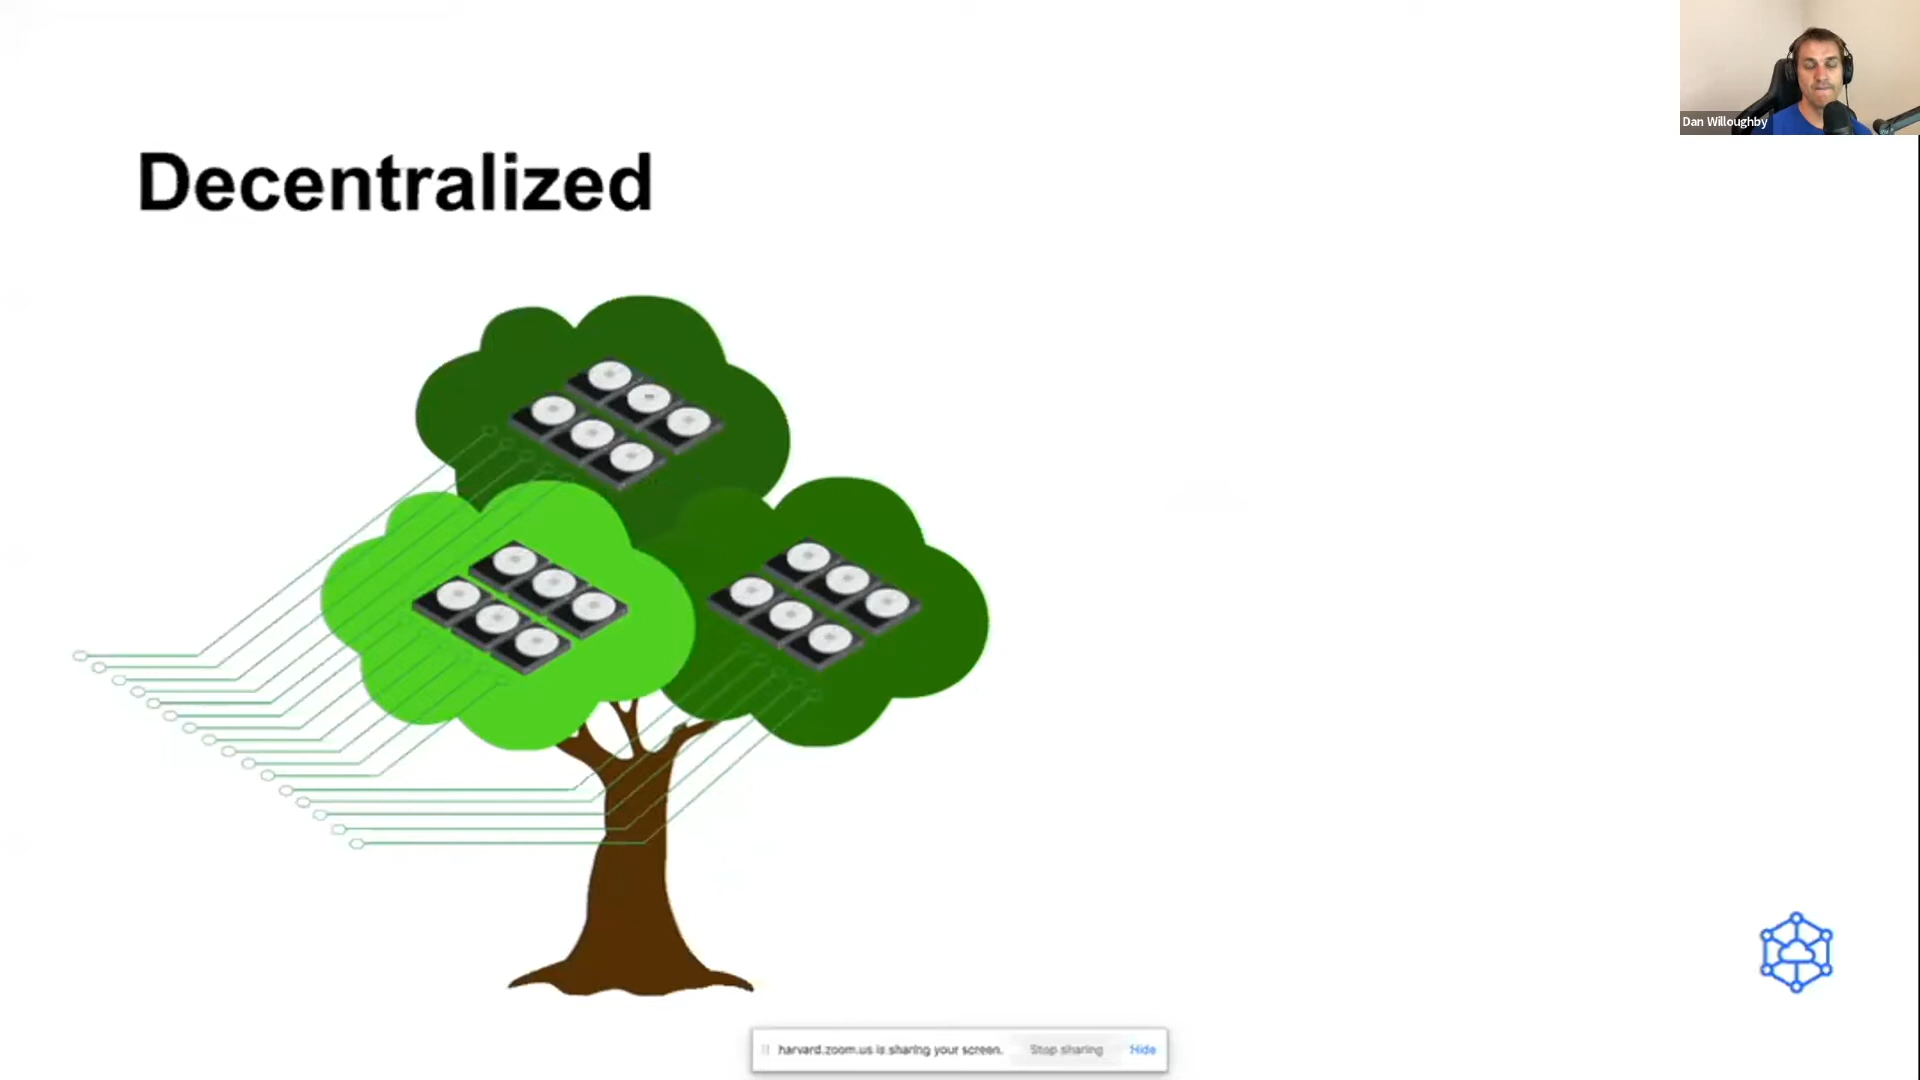 Dan Willoughby
Decentralized
harvard.zoom.us is sharing your screen. Stop sharing Hide